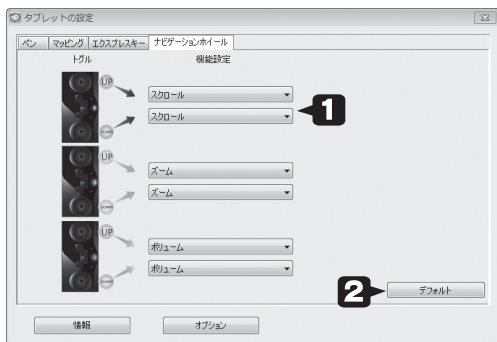 タブレットの設定
ペン マッピング エクスプレスキー ナビゲーションホイール
トグル 機能設定
UP
スクロール
1
スクロール
DOWN
UP
ズーム
ズーム
DOWN
UP
ボリューム
ボリューム
DOWN
2 デフォルト
情報 オプション